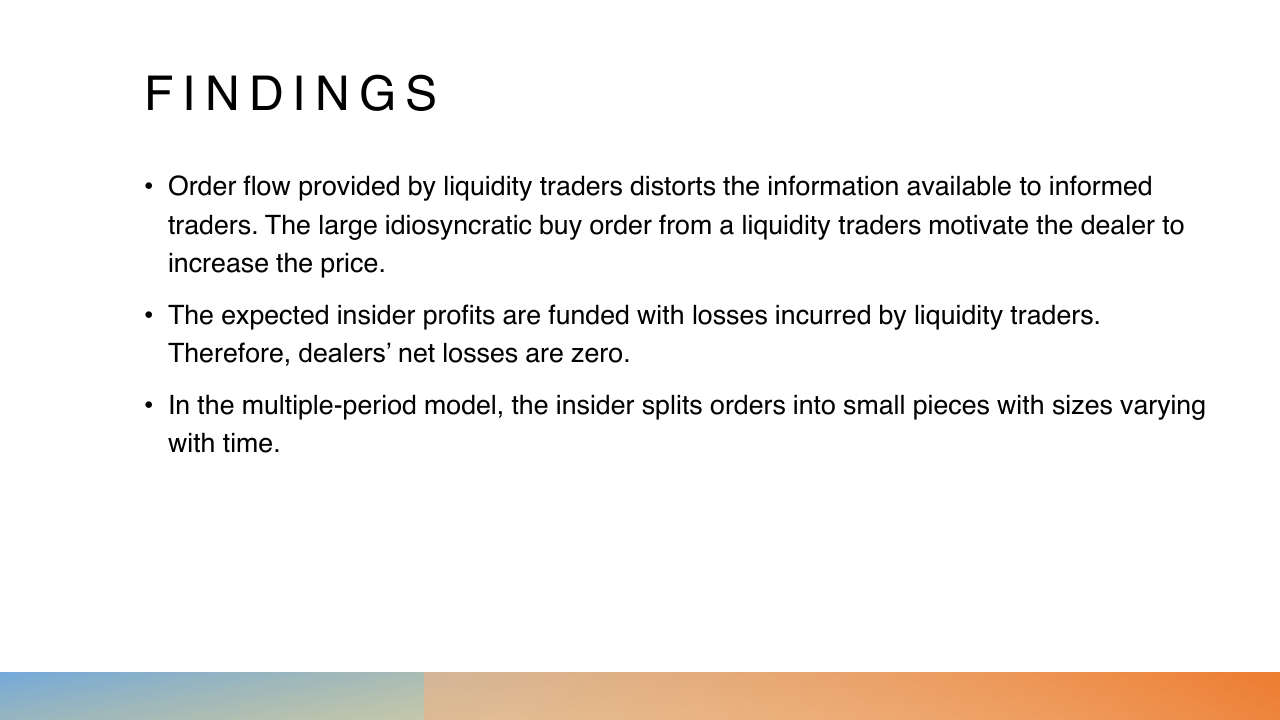 FINDINGS
• Order flow provided by liquidity traders distorts the information available to informed
traders. The large idiosyncratic buy order from a liquidity traders motivate the dealer to
increase the price.
• The expected insider profits are funded with losses incurred by liquidity traders.
Therefore, dealers’ net losses are zero.
• In the multiple-period model, the insider splits orders into small pieces with sizes varying
with time.